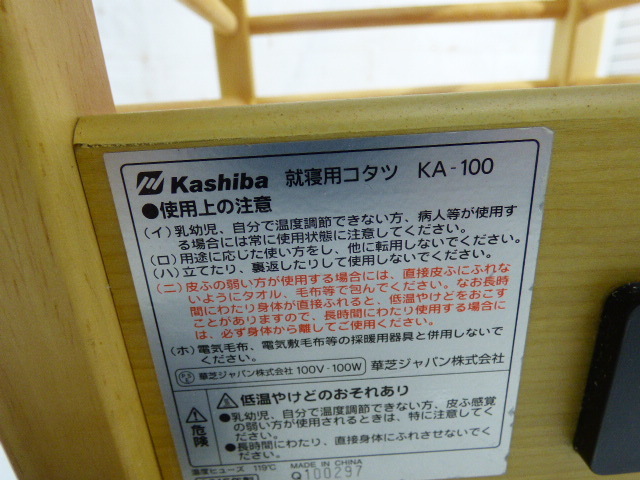 Kashiba 就寝用コタツ KA-100
●使用上の注意
(イ)乳幼児、自分で温度調節できない方、病人等が使用す
る場合には常に使用状態に注意してください。
(ロ)用途に応じた使い方をし、他に転用しないでください。
(ハ)立てたり、裏返したりして使用しないでください。
(ニ)皮ふの弱い方が使用する場合には、直接皮ふにふれな
いようにタオル、毛布等で包んでください。なお長時
間にわたり身体が直接ふれると、低温やけどをおこす
ことがありますので、長時間にわたり使用する場合に
は、必ず身体から離してご使用ください。
(ホ)電気毛布、電気敷毛布等の採暖用器具と併用しないで
ください。
華芝ジャパン株式会社 100V-100W 華芝ジャパン株式会社
危険
低温やけどのおそれあり
●乳幼児、自分で温度調節できない方、皮ふ感覚
の弱い方が使用されるときは、特に注意してくだ
さい。
●長時間にわたり、直接身体にふれさせないでく
ださい。
温度ヒューズ 119℃ MADE IN CHINA
Q100297